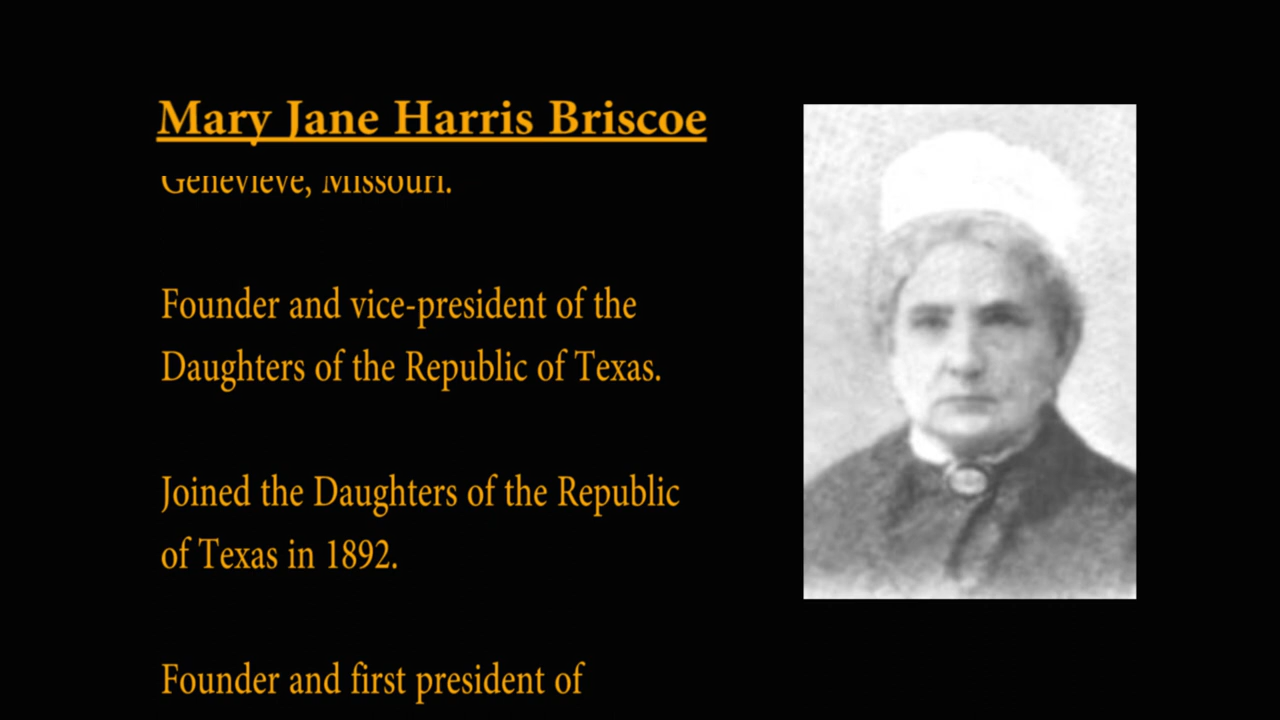 Mary Jane Harris Briscoe
Genevieve, Missouri.
Founder and vice-president of the
Daughters of the Republic of Texas.
Joined the Daughters of the Republic
of Texas in 1892.
Founder and first president of